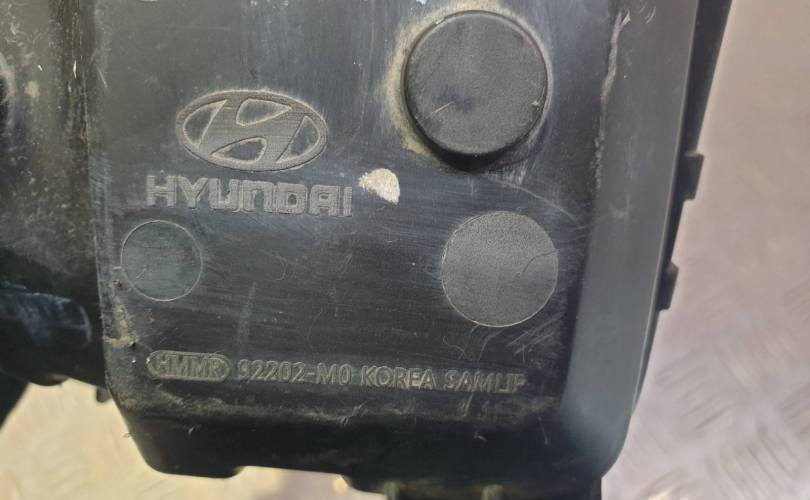 HYUNDAI
HMMR 92202-M0 KOREA SAMLIP